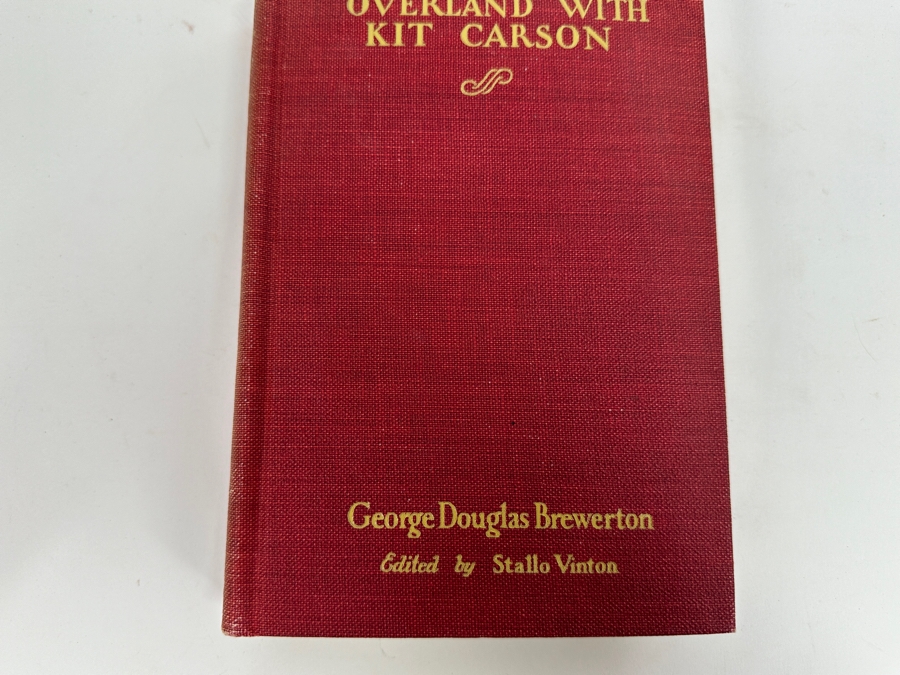 OVERLAND WITH
KIT CARSON
George Douglas Brewerton
Edited by Stallo Vinton